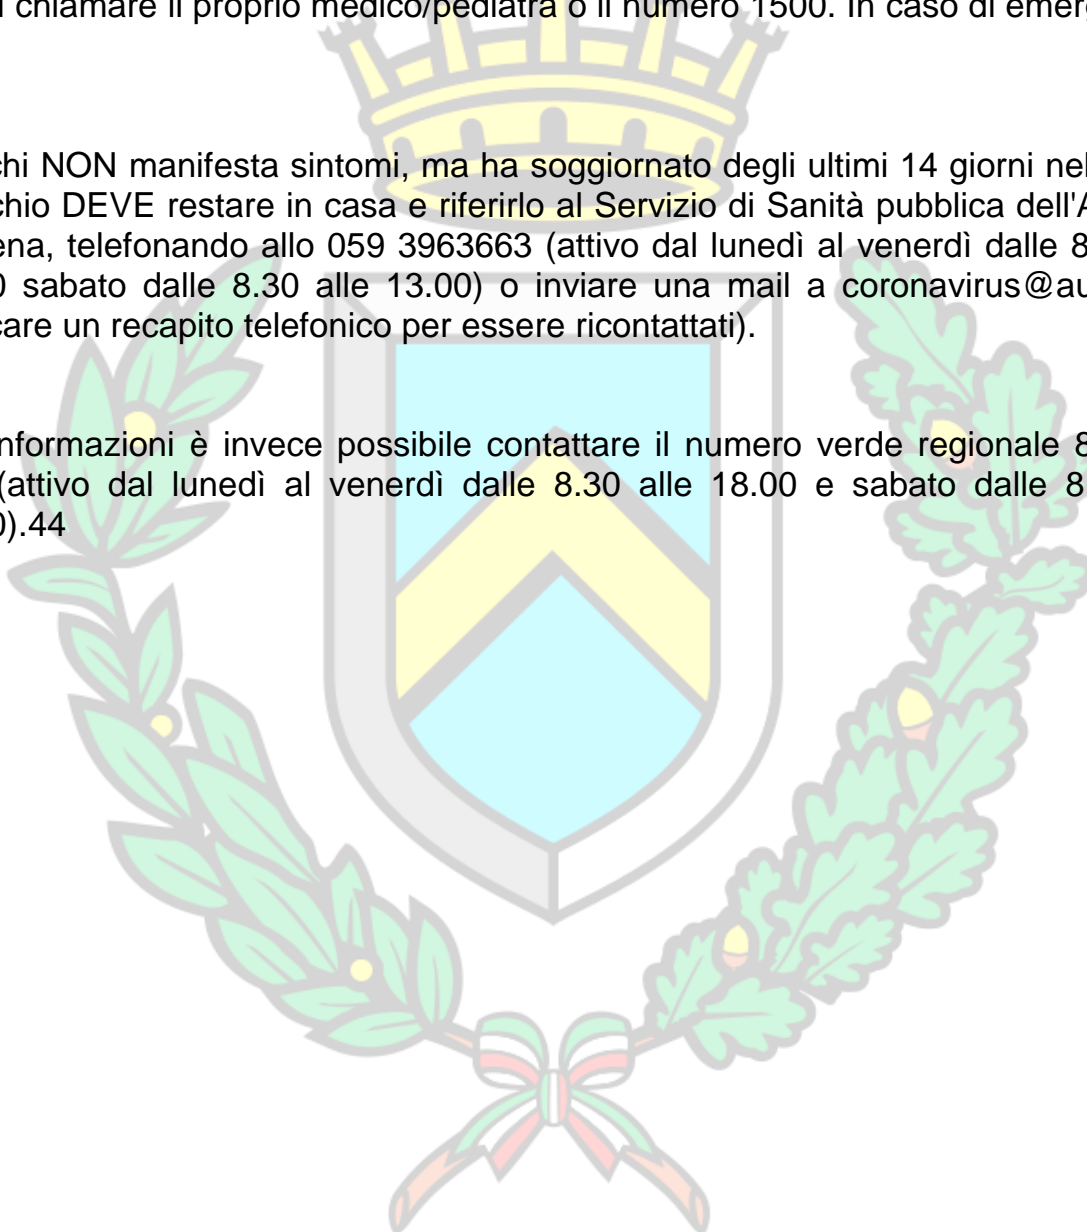 chiamare il proprio medico/pediatra o il numero 1500. In caso di emer
chi NON manifesta sintomi, ma ha soggiornato degli ultimi 14 giorni nel
chio DEVE restare in casa e riferirlo al Servizio di Sanità pubblica dell'A
ena, telefonando allo 059 3963663 (attivo dal lunedì al venerdì dalle 8
0 sabato dalle 8.30 alle 13.00) o inviare una mail a coronavirus@au
care un recapito telefonico per essere ricontattati).
nformazioni è invece possibile contattare il numero verde regionale 8
(attivo dal lunedì al venerdì dalle 8.30 alle 18.00 e sabato dalle 8
0).44